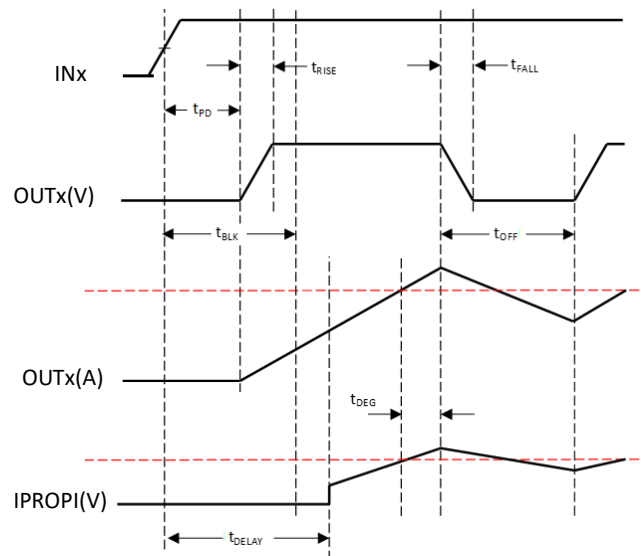 INx
tRISE
tFALL
tPD
OUTx(V)
tBLK
tOFF
OUTx(A)
tDEG
IPROPI(V)
tDELAY